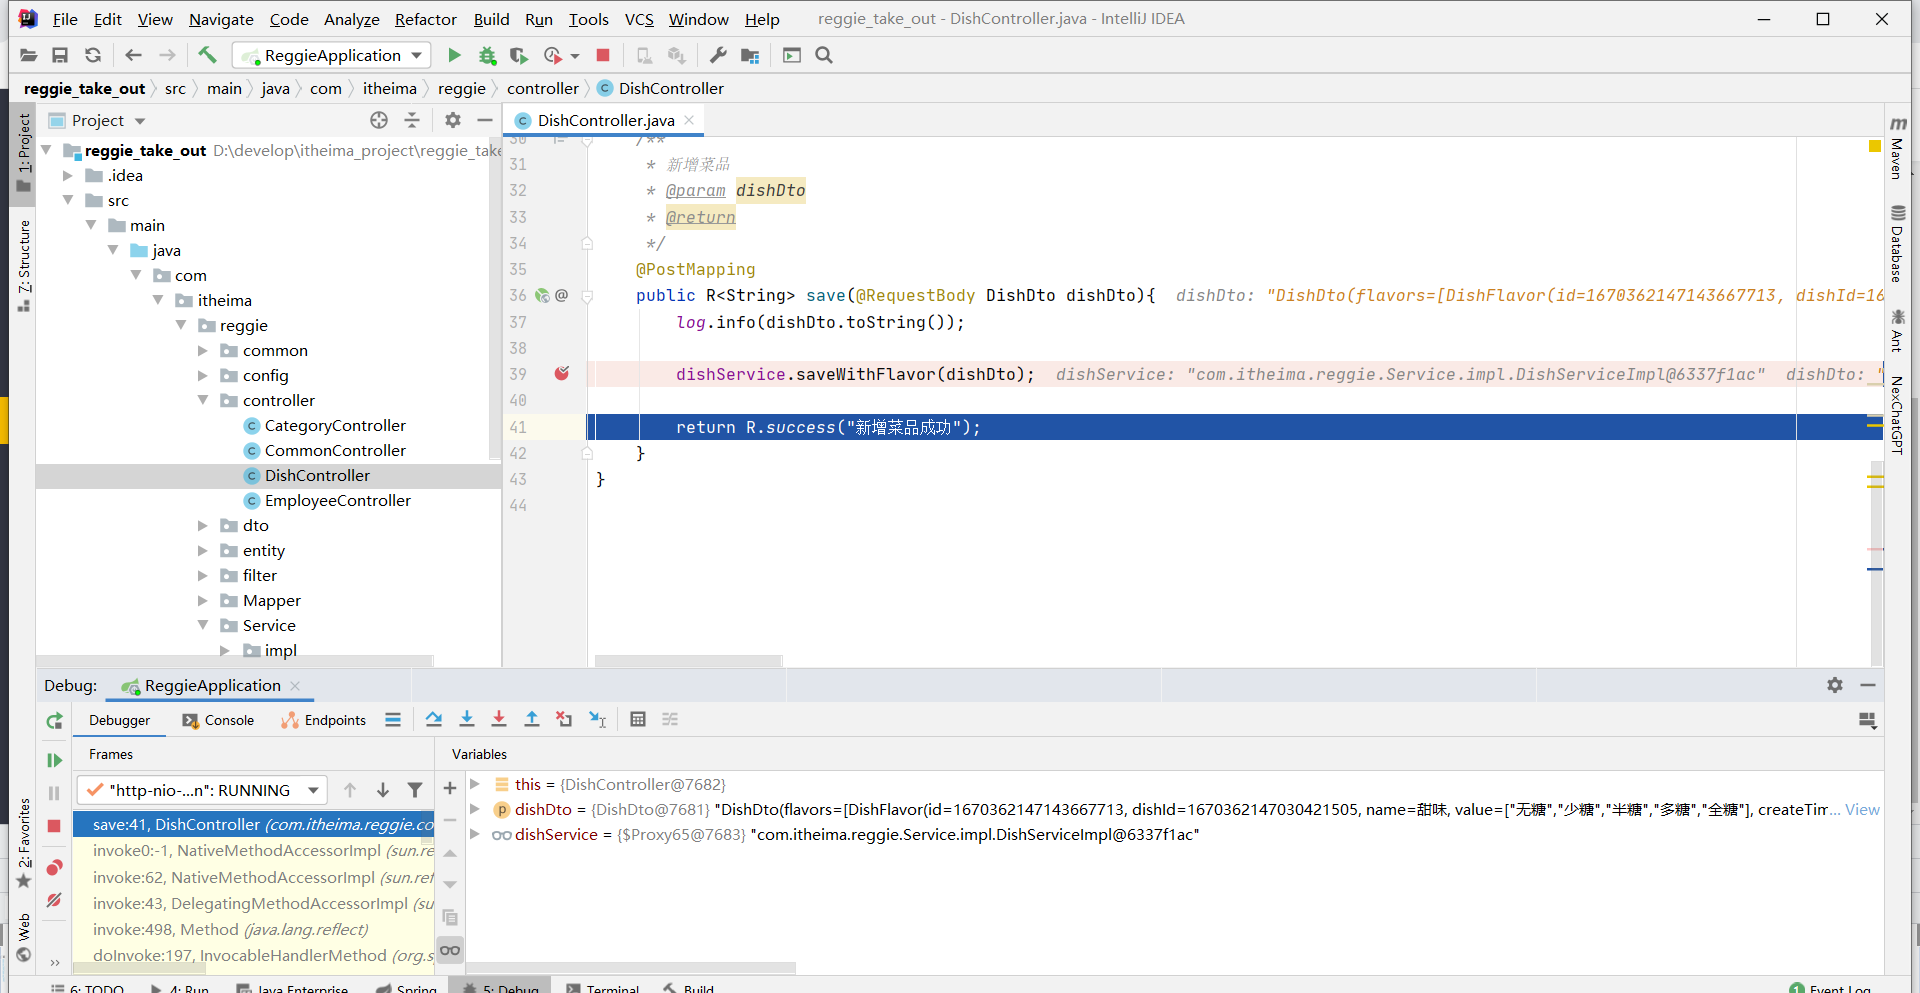 File Edit View Navigate Code Analyze Refactor Build Run Tools VCS Window Help reggie_take_out - DishController.java - IntelliJ IDEA
ReggieApplication
reggie_take_out src main java com itheima reggie controller DishController
Project
DishController.java
1: Project
Z: Structure
2: Favorites
Web
reggie_take_out D:\develop\itheima_project\reggie_take
.idea
src
main
java
com
itheima
reggie
common
config
controller
CategoryController
CommonController
DishController
EmployeeController
dto
entity
filter
Mapper
Service
impl
30 /**
31 * 新增菜品
32 * @param dishDto
33 * @return
34 */
35 @PostMapping
36 @ public R<String> save(@RequestBody DishDto dishDto){ dishDto: "DishDto(flavors=[DishFlavor(id=1670362147143667713, dishId=16
37 log.info(dishDto.toString());
38
39 dishService.saveWithFlavor(dishDto); dishService: "com.itheima.reggie.Service.impl.DishServiceImpl@6337f1ac" dishDto: "
40
41 return R.success("新增菜品成功");
42 }
43 }
44
Maven
Database
Ant
NexChatGPT
Debug: ReggieApplication
Debugger Console Endpoints
Frames
Variables
"http-nio-...n": RUNNING
save:41, DishController (com.itheima.reggie.co
invoke0:-1, NativeMethodAccessorImpl (sun.re
invoke:62, NativeMethodAccessorImpl (sun.ref
invoke:43, DelegatingMethodAccessorImpl (su
invoke:498, Method (java.lang.reflect)
doInvoke:197, InvocableHandlerMethod (org.s
this = {DishController@7682}
dishDto = {DishDto@7681} "DishDto(flavors=[DishFlavor(id=1670362147143667713, dishId=1670362147030421505, name=甜味, value=["无糖","少糖","半糖","多糖","全糖"], createTim... View
dishService = {$Proxy65@7683} "com.itheima.reggie.Service.impl.DishServiceImpl@6337f1ac"
6: TODO 4: Run Java Enterprise Spring 5: Debug Terminal Build 1 Event Log